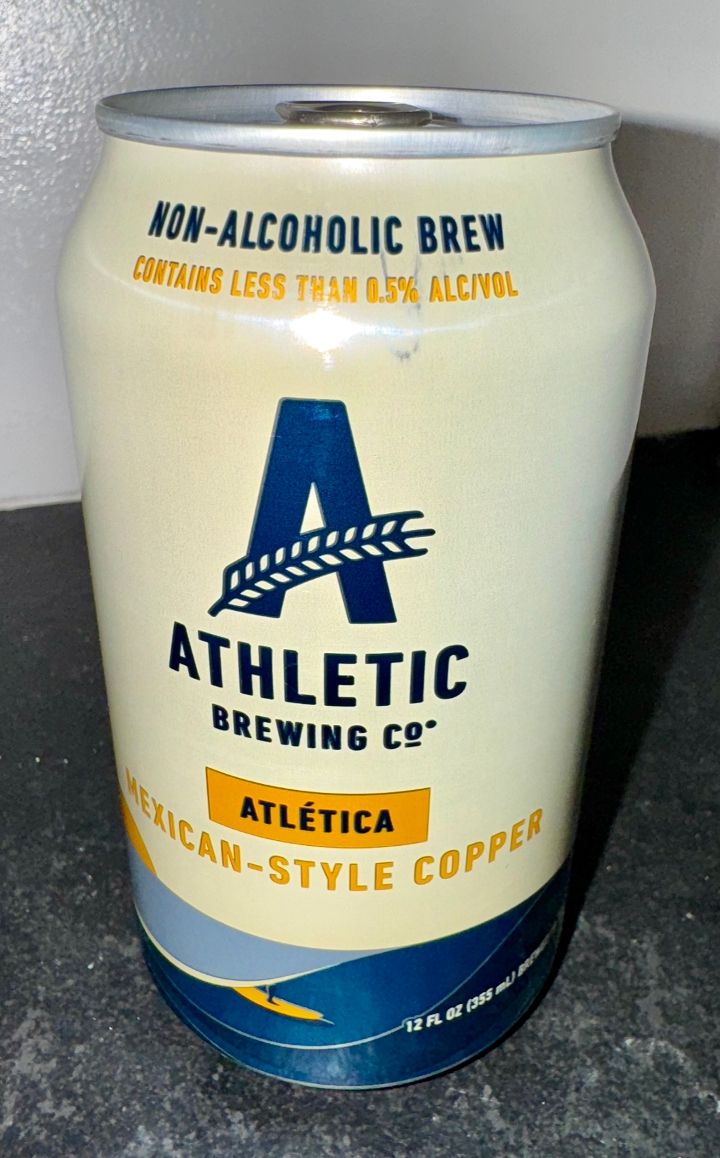 NON-ALCOHOLIC BREW
CONTAINS LESS THAN 0.5% ALC/VOL
A
ATHLETIC
BREWING Cº
ATLÉTICA
MEXICAN-STYLE COPPER
12 FL OZ (355 mL)